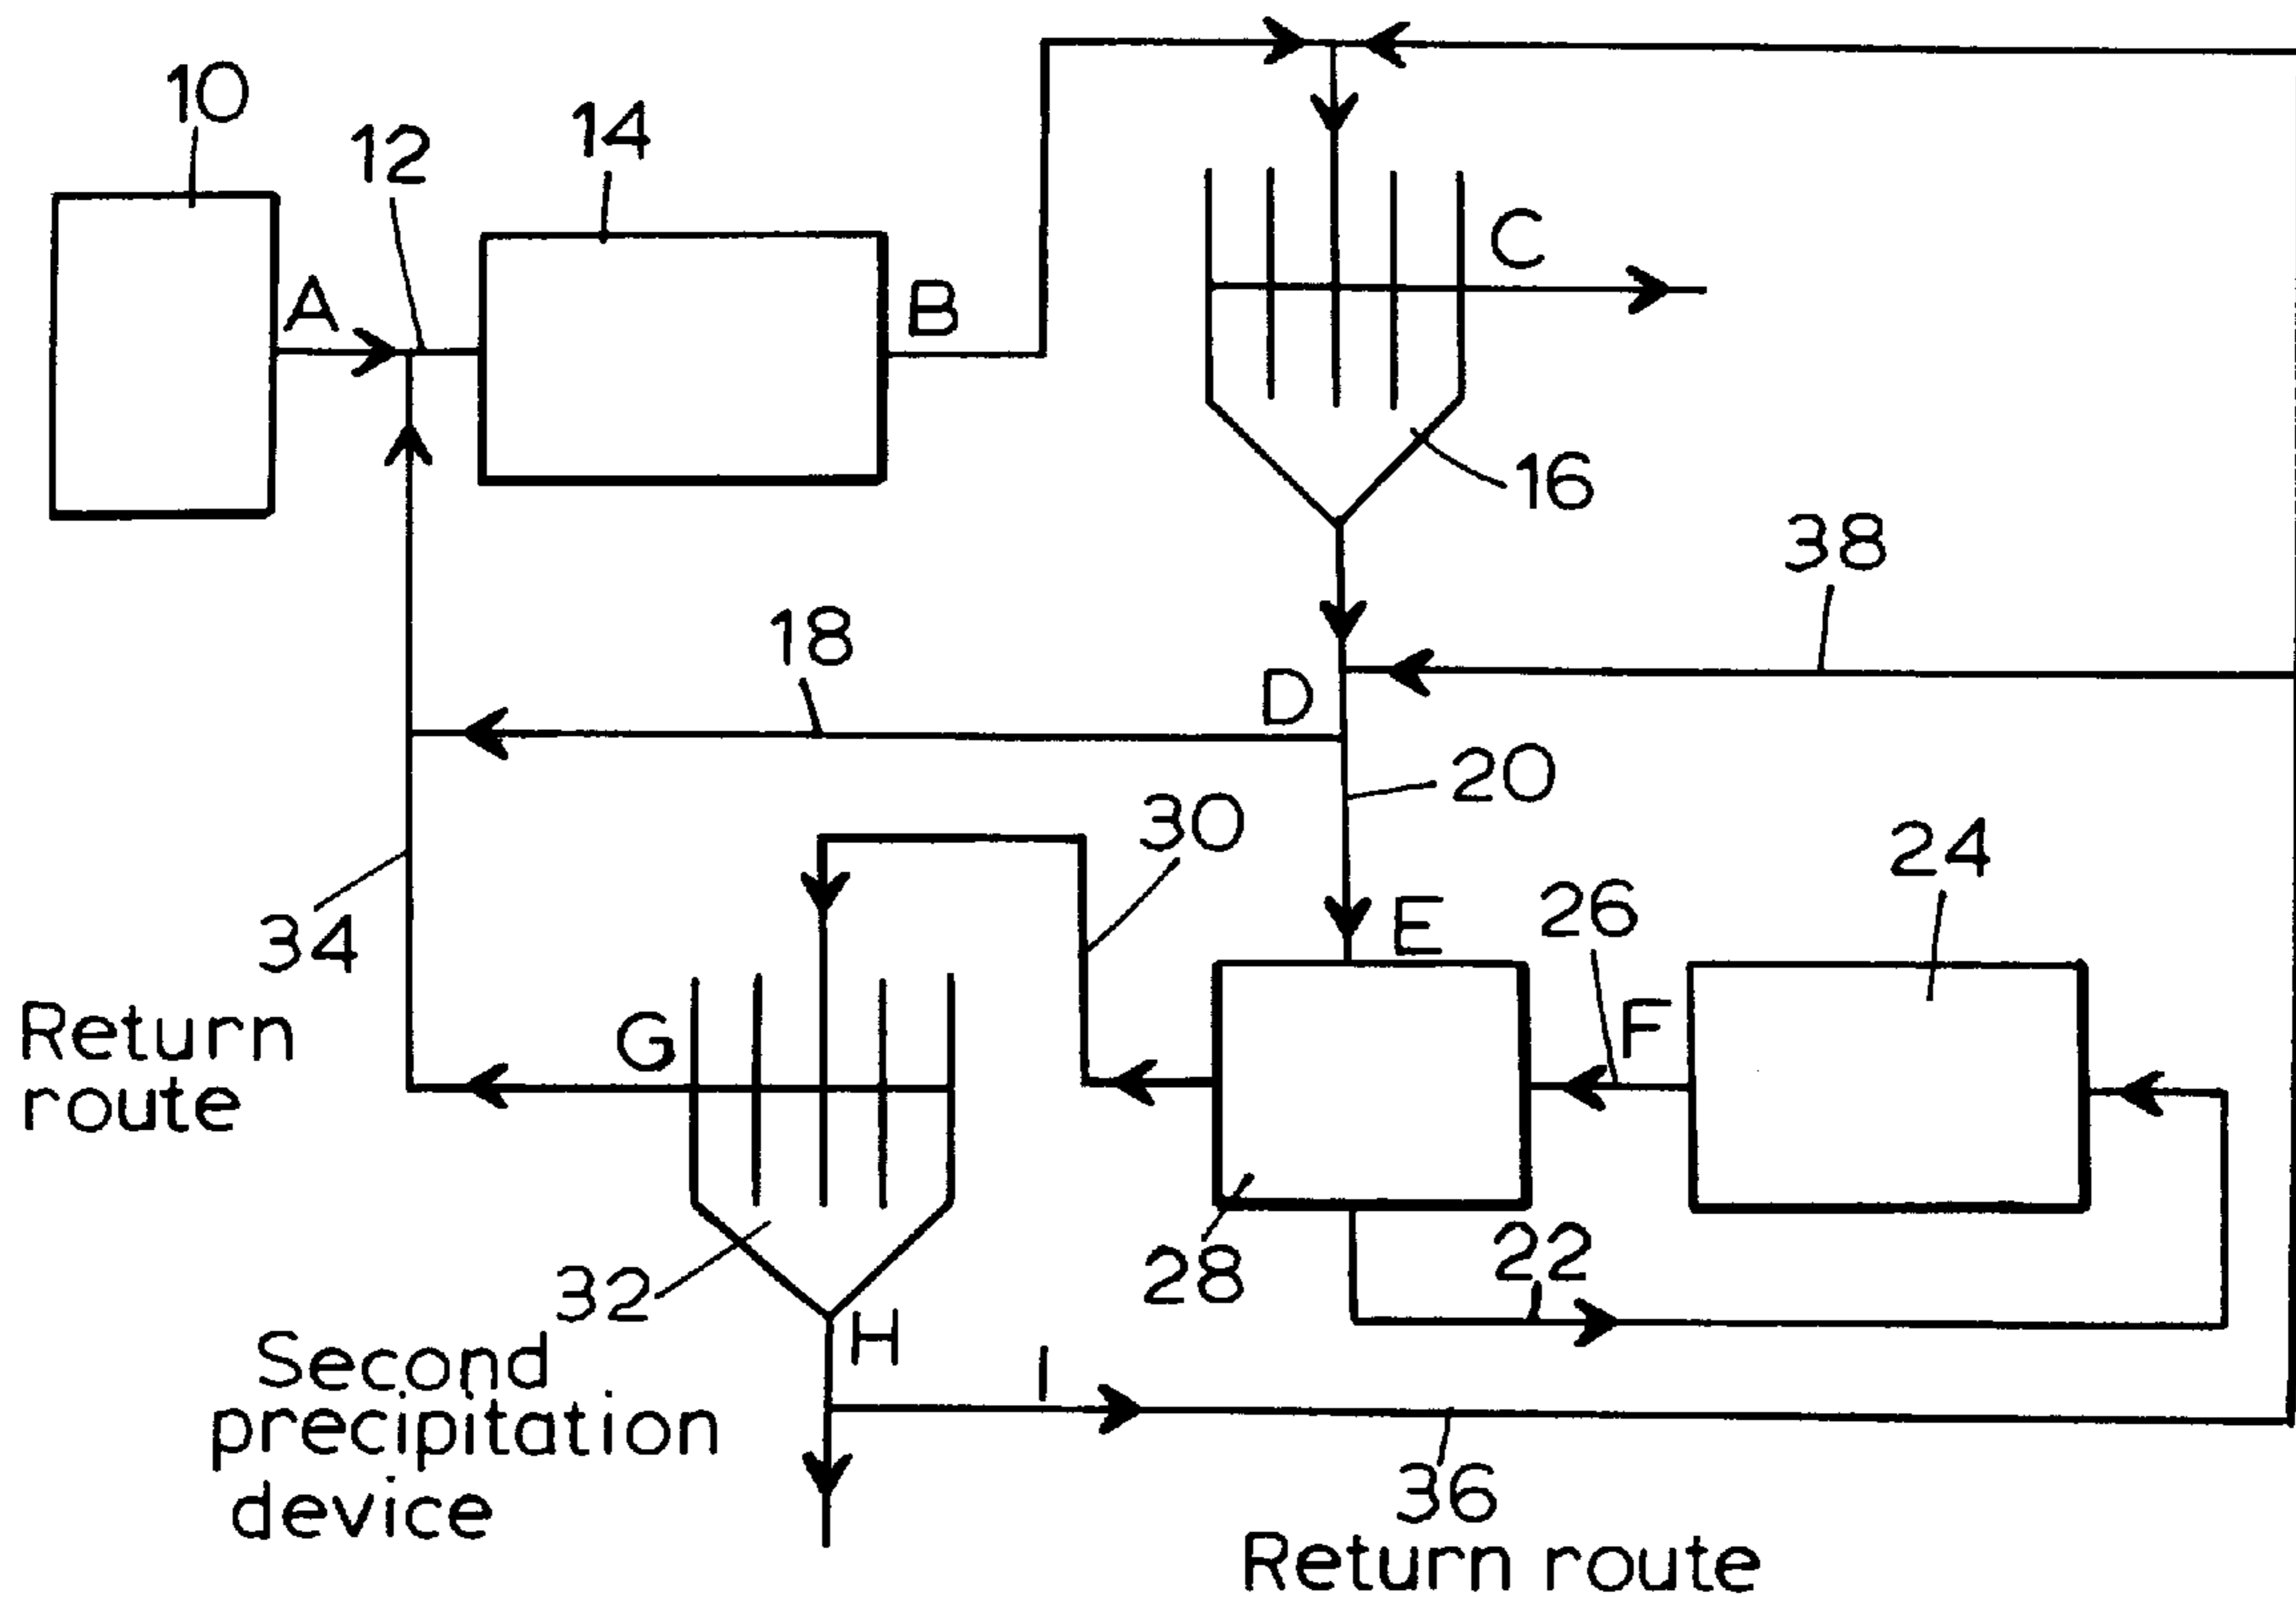 10
12
14
A
B
C
16
38
18
D
20
30
24
26
E
34
F
G
Return
route
28
22
32
H
I
Second
precipitation
device
36
Return route